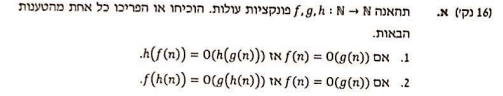 (16 נק') א. תהאנה f, g, h : ℕ → ℕ פונקציות עולות. הוכיחו או הפריכו כל אחת מהטענות
הבאות.
1. אם f(n) = O(g(n)) אז h(f(n)) = O(h(g(n))).
2. אם f(n) = O(g(n)) אז f(h(n)) = O(g(h(n))).